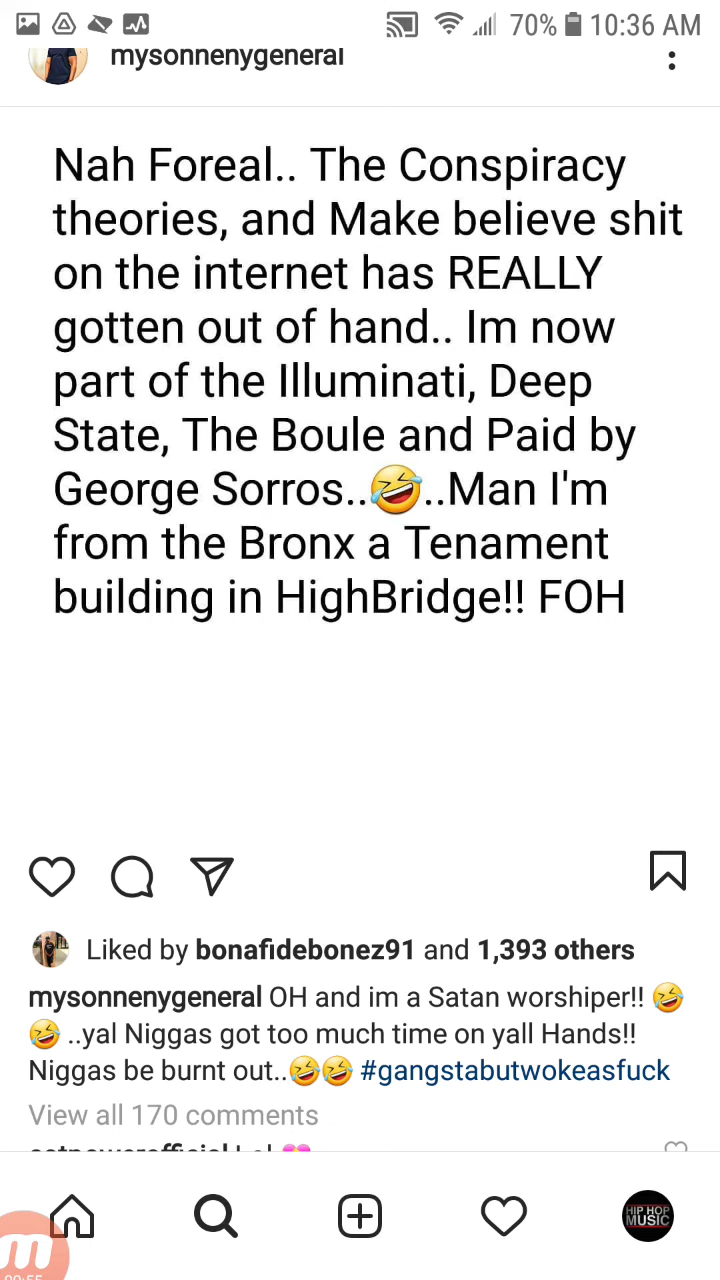 70% 10:36 AM
mysonnenygeneral
Nah Foreal.. The Conspiracy
theories, and Make believe shit
on the internet has REALLY
gotten out of hand.. Im now
part of the Illuminati, Deep
State, The Boule and Paid by
George Sorros..🤣..Man I'm
from the Bronx a Tenament
building in HighBridge!! FOH
Liked by bonafidebonez91 and 1,393 others
mysonnenygeneral OH and im a Satan worshiper!! 🤣
🤣 ..yal Niggas got too much time on yall Hands!!
Niggas be burnt out..🤣🤣 #gangstabutwokeasfuck
View all 170 comments
HIP HOP
MUSIC
00:55